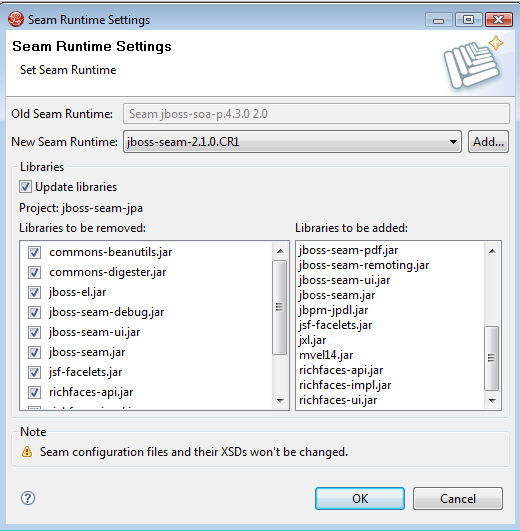 Seam Runtime Settings
Seam Runtime Settings
Set Seam Runtime
Old Seam Runtime: Seam jboss-soa-p.4.3.0 2.0
New Seam Runtime: jboss-seam-2.1.0.CR1 Add...
Libraries
Update libraries
Project: jboss-seam-jpa
Libraries to be removed:
commons-beanutils.jar
commons-digester.jar
jboss-el.jar
jboss-seam-debug.jar
jboss-seam-ui.jar
jboss-seam.jar
jsf-facelets.jar
richfaces-api.jar
Libraries to be added:
jboss-seam-pdf.jar
jboss-seam-remoting.jar
jboss-seam-ui.jar
jboss-seam.jar
jbpm-jpdl.jar
jsf-facelets.jar
jxl.jar
mvel14.jar
richfaces-api.jar
richfaces-impl.jar
richfaces-ui.jar
Note
Seam configuration files and their XSDs won't be changed.
OK Cancel